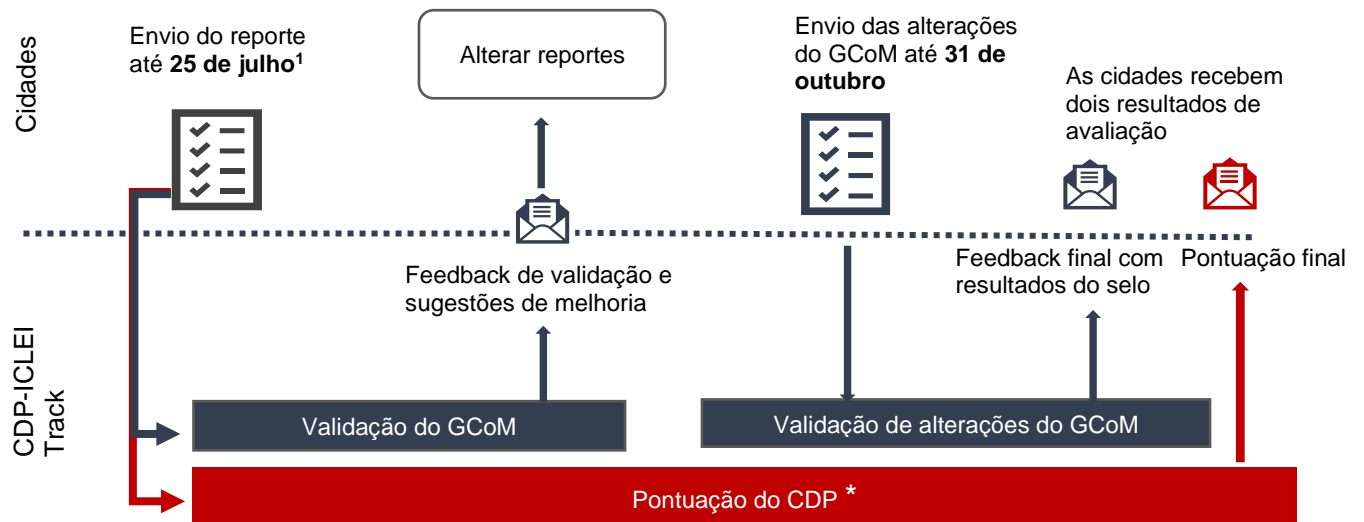 Cidades
Envio do reporte
até 25 de julho¹
Alterar reportes
Envio das alterações
do GCoM até 31 de
outubro
As cidades recebem
dois resultados de
avaliação
Feedback de validação e
sugestões de melhoria
Feedback final com
resultados do selo
Pontuação final
CDP-ICLEI
Track
Validação do GCoM
Validação de alterações do GCoM
Pontuação do CDP *